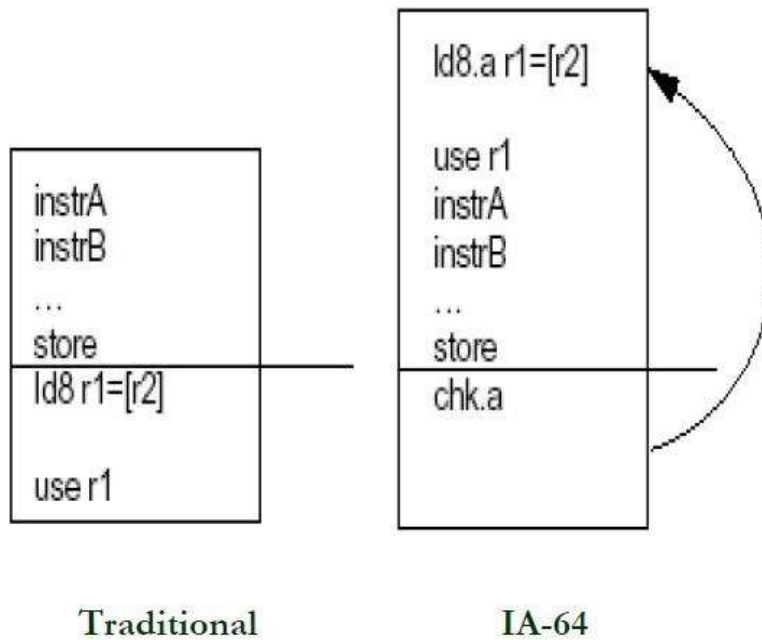 instrA
instrB
...
store
ld8 r1=[r2]
use r1
Traditional
ld8.a r1=[r2]
use r1
instrA
instrB
...
store
chk.a
IA-64